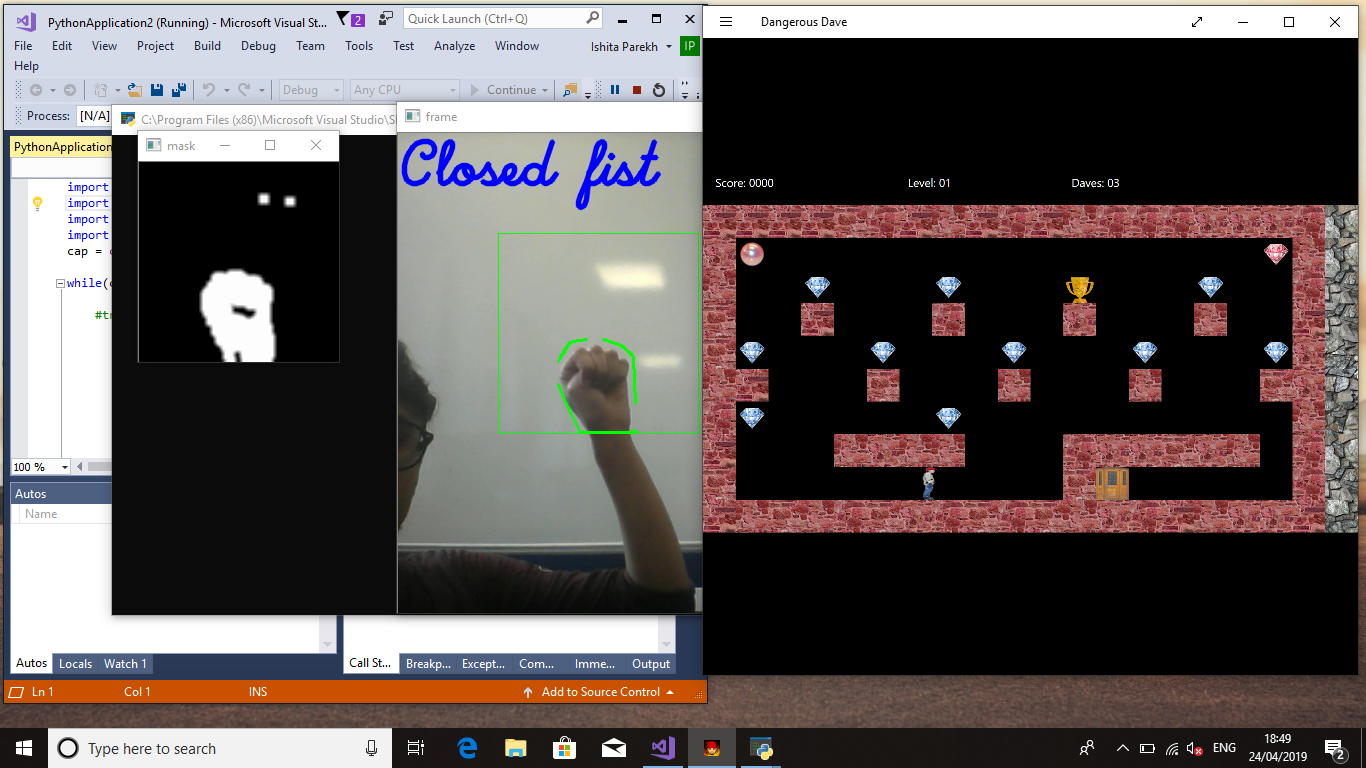 PythonApplication2 (Running) - Microsoft Visual St...
2
Quick Launch (Ctrl+Q)
File Edit View Project Build Debug Team Tools Test Analyze Window
Ishita Parekh
IP
Help
Debug
Any CPU
Continue
Process: [N/A]
C:\Program Files (x86)\Microsoft Visual Studio\S
frame
mask
PythonApplication
import
import
import
import
cap =
while(
#t
100 %
Autos
Name
Closed fist
Autos Locals Watch 1
Call St... Breakp... Except... Com... Imme... Output
Ln 1 Col 1 INS
Add to Source Control
Dangerous Dave
Score: 0000 Level: 01 Daves: 03
Type here to search
ENG
18:49
24/04/2019
2